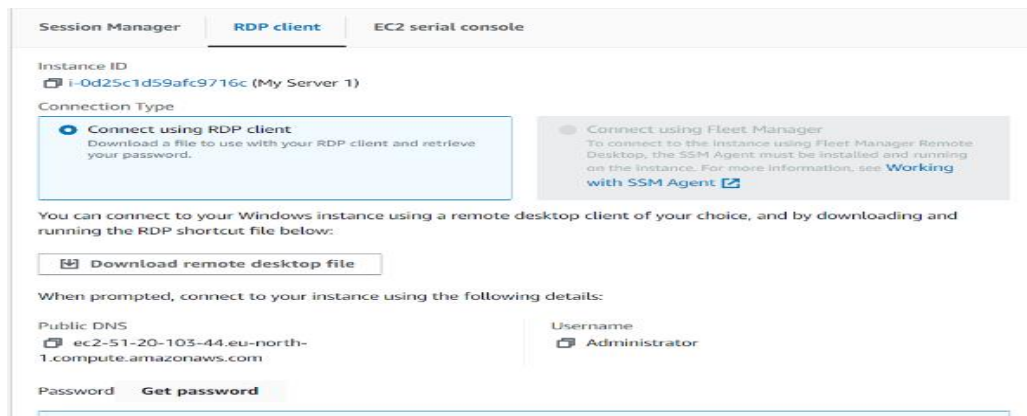 Session Manager RDP client EC2 serial console
Instance ID
i-0d25c1d59afc9716c (My Server 1)
Connection Type
Connect using RDP client
Download a file to use with your RDP client and retrieve
your password.
Connect using Fleet Manager
To connect to the instance using Fleet Manager Remote
Desktop, the SSM Agent must be installed and running
on the instance. For more information, see Working
with SSM Agent
You can connect to your Windows instance using a remote desktop client of your choice, and by downloading and
running the RDP shortcut file below:
Download remote desktop file
When prompted, connect to your instance using the following details:
Public DNS
ec2-51-20-103-44.eu-north-
1.compute.amazonaws.com
Username
Administrator
Password Get password